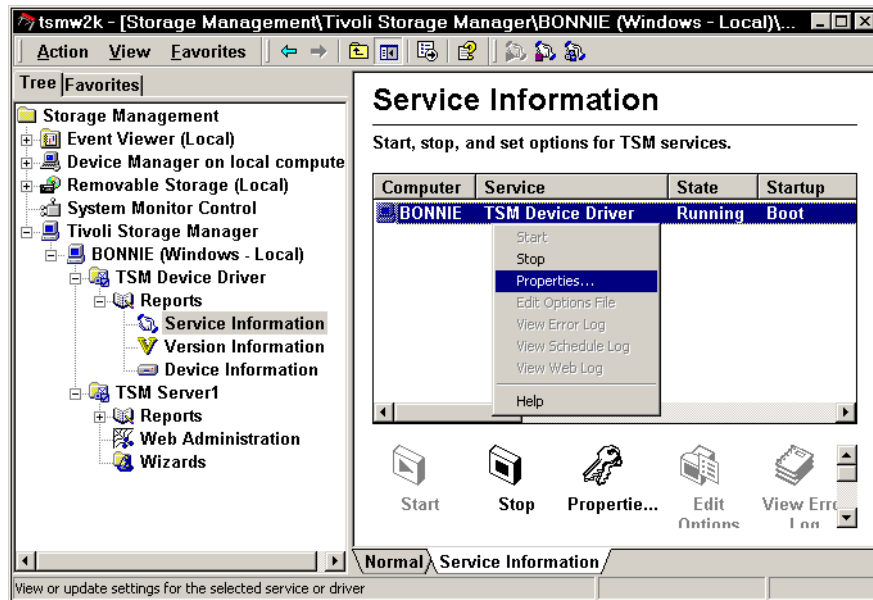 tsmw2k - [Storage Management\Tivoli Storage Manager\BONNIE (Windows - Local)\...
Action View Favorites
Tree Favorites
Storage Management
Event Viewer (Local)
Device Manager on local compute
Removable Storage (Local)
System Monitor Control
Tivoli Storage Manager
BONNIE (Windows - Local)
TSM Device Driver
Reports
Service Information
Version Information
Device Information
TSM Server1
Reports
Web Administration
Wizards
Service Information
Start, stop, and set options for TSM services.
Computer Service State Startup
BONNIE TSM Device Driver Running Boot
Start
Stop
Properties...
Edit Options File
View Error Log
View Schedule Log
View Web Log
Help
Start Stop Propertie... Edit Options View Erro Log
Normal Service Information
View or update settings for the selected service or driver